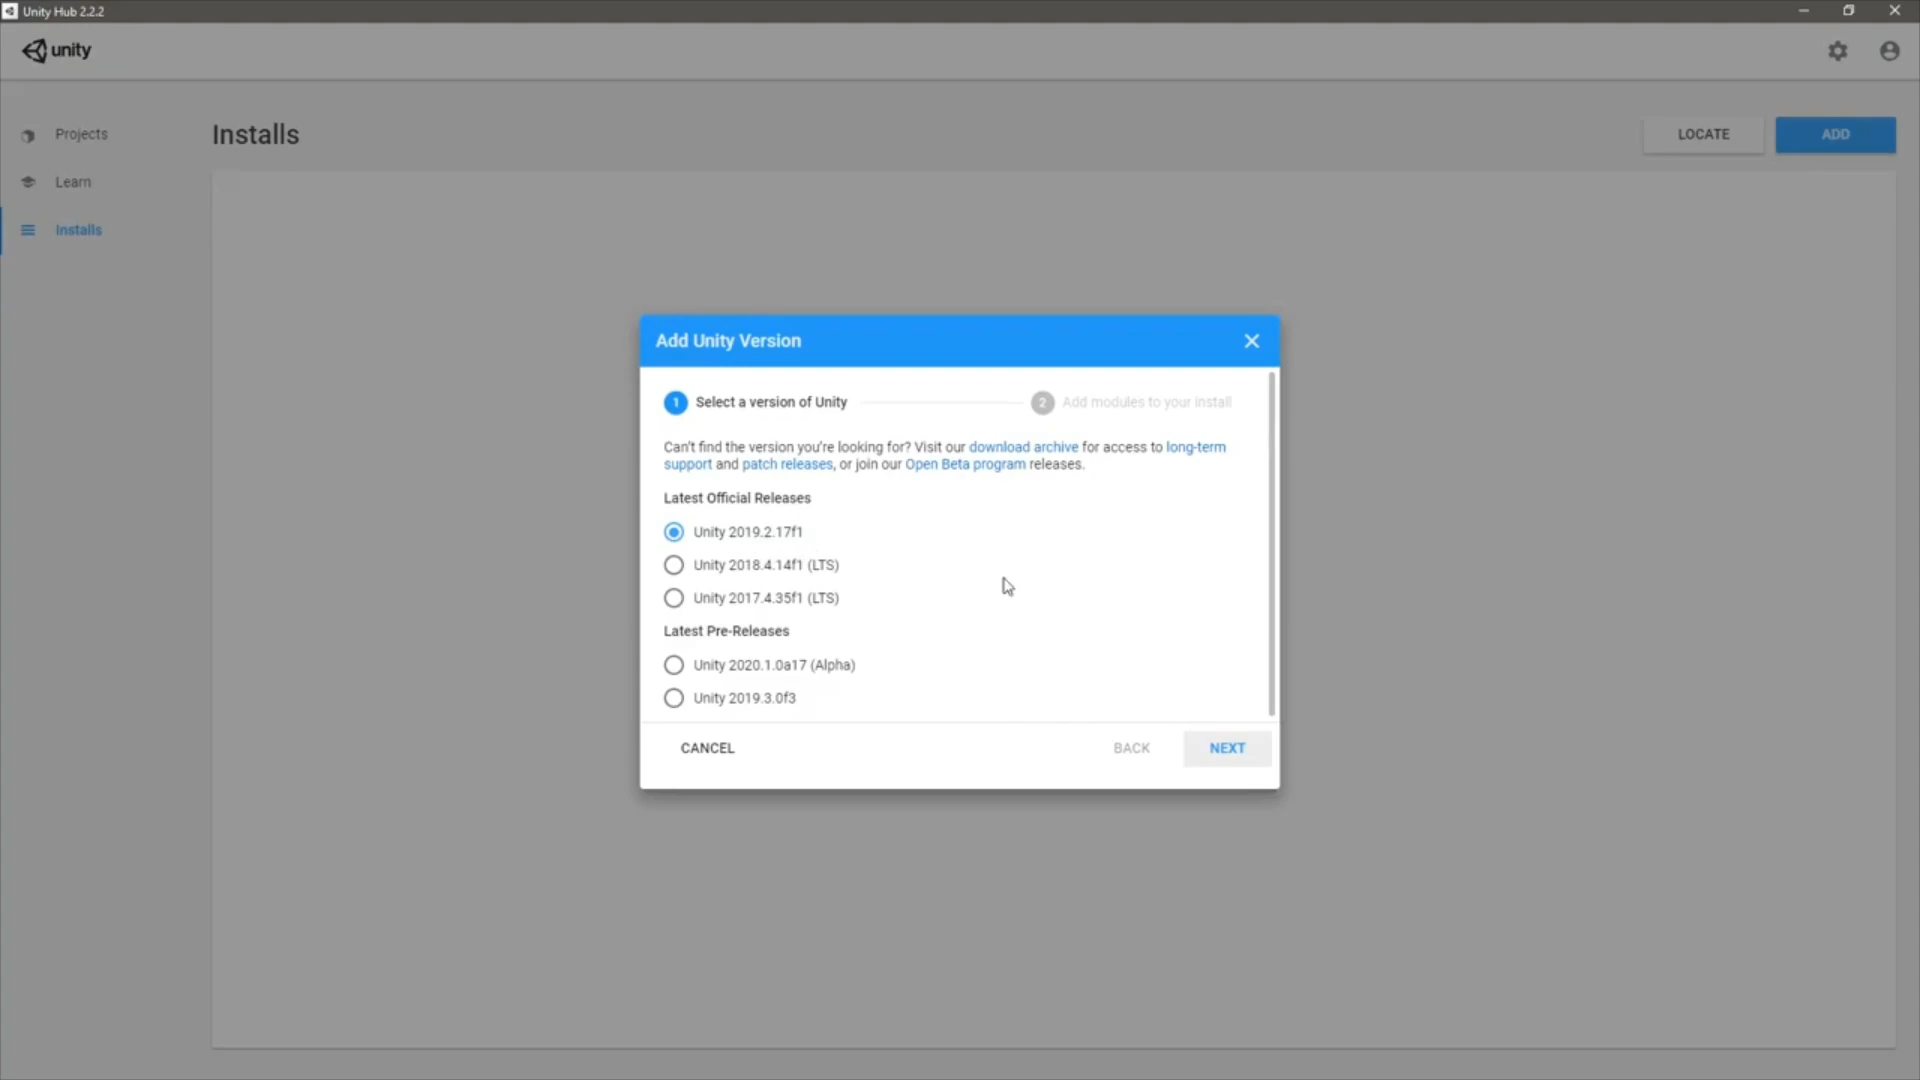 Unity Hub 2.2.2
unity
Projects
Learn
Installs
Installs
LOCATE
ADD
Add Unity Version
1 Select a version of Unity
2 Add modules to your install
Can't find the version you're looking for? Visit our download archive for access to long-term
support and patch releases, or join our Open Beta program releases.
Latest Official Releases
Unity 2019.2.17f1
Unity 2018.4.14f1 (LTS)
Unity 2017.4.35f1 (LTS)
Latest Pre-Releases
Unity 2020.1.0a17 (Alpha)
Unity 2019.3.0f3
CANCEL
BACK
NEXT